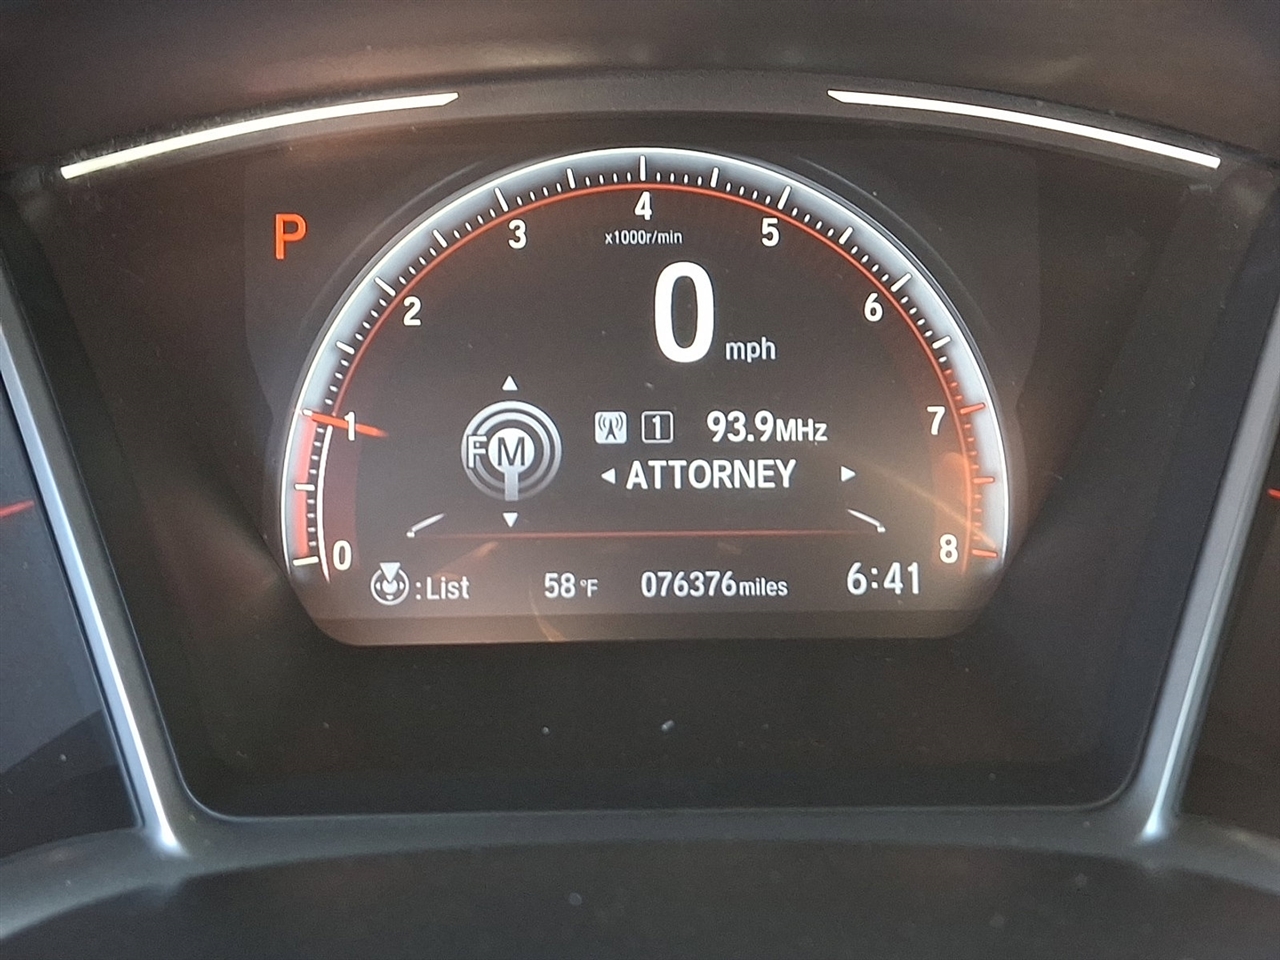 P
0 1 2 3 4 5 6 7 8
x1000r/min
0 mph
FM
1 93.9MHz
ATTORNEY
:List 58°F 076376miles 6:41